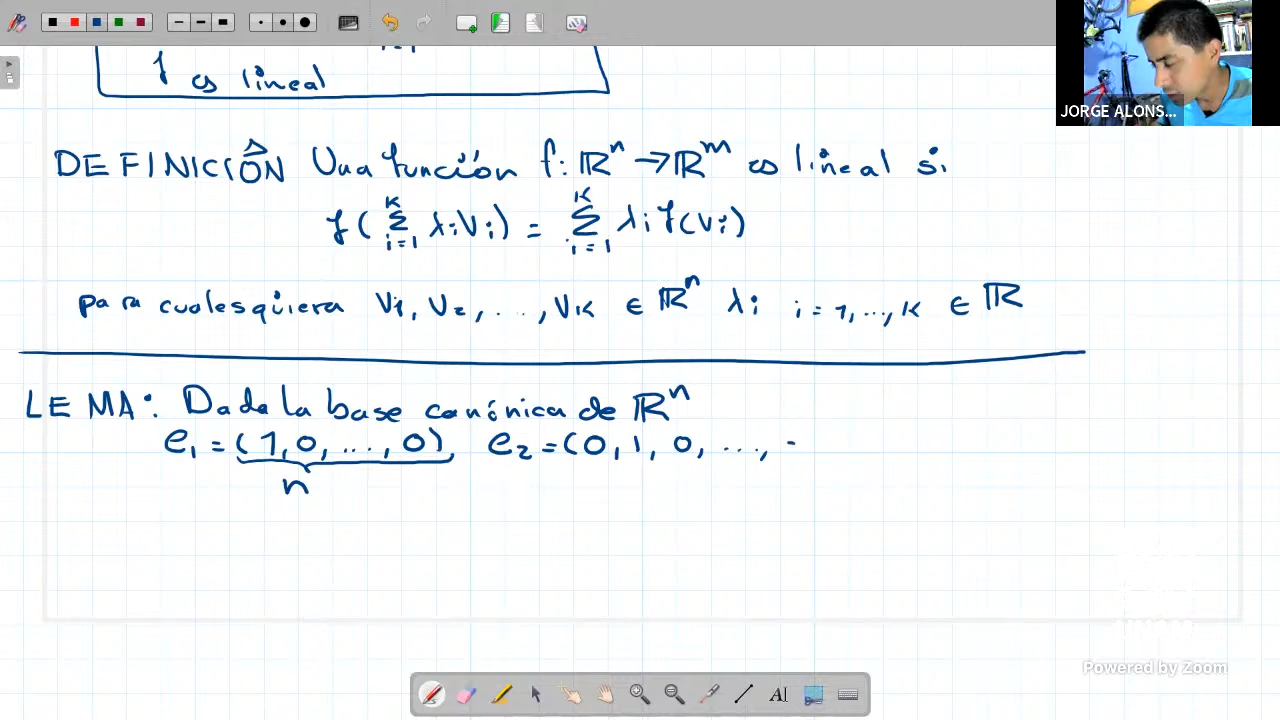 JORGE ALONS...
f es lineal
DEFINICIÓN Una función f: ℝⁿ → ℝᵐ es lineal si
f( Σ_{i=1}^{K} λi Vi ) = Σ_{i=1}^{K} λi f(Vi)
para cualesquiera V1, V2, ..., VK ∈ ℝⁿ λi i = 1, ..., K ∈ ℝ
LEMA: Dada la base canónica de ℝⁿ
e₁ = (1, 0, ..., 0), e₂ = (0, 1, 0, ...,
n
Powered by Zoom